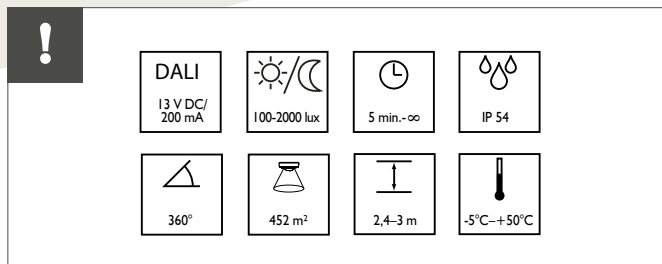 !
DALI
13 V DC/
200 mA
100-2000 lux
5 min.-∞
IP 54
360°
452 m²
2,4–3 m
-5°C–+50°C